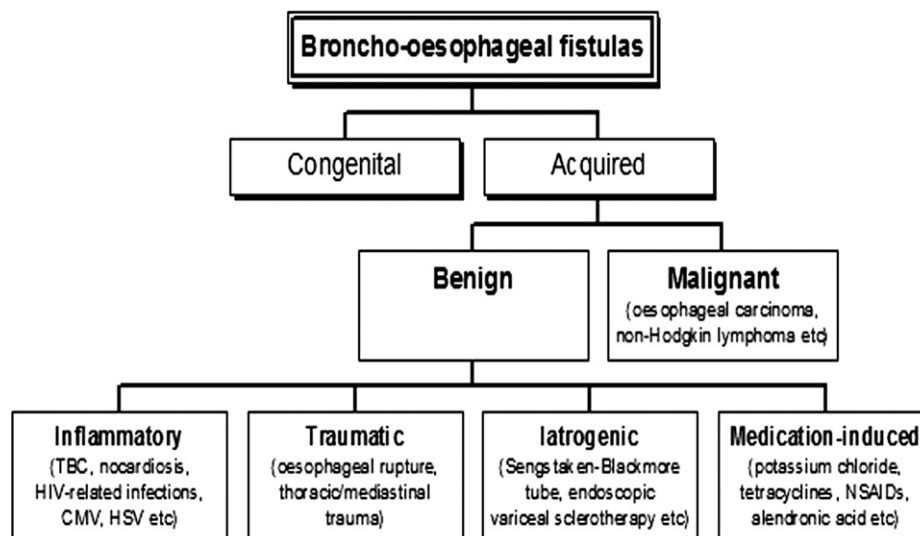 Broncho-oesophageal fistulas
Congenital
Acquired
Benign
Malignant
(oesophageal carcinoma,
non-Hodgkin lymphoma etc)
Inflammatory
(TBC, nocardiosis,
HIV-related infections,
CMV, HSV etc)
Traumatic
(oesophageal rupture,
thoracic/mediastinal
trauma)
Iatrogenic
(Sengstaken-Blackmore
tube, endoscopic
variceal sclerotherapy etc)
Medication-induced
(potassium chloride,
tetracyclines, NSAIDs,
alendronic acid etc)